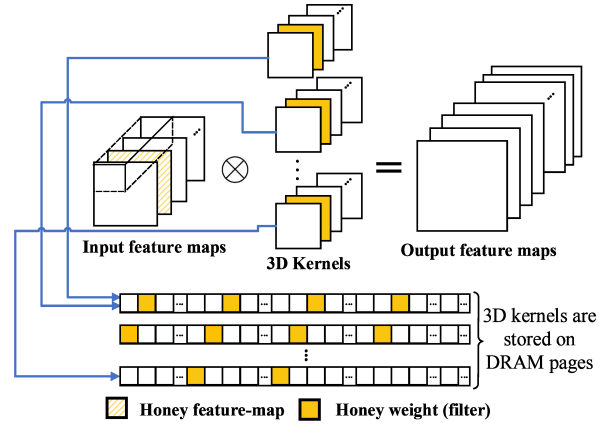 Input feature maps
3D Kernels
Output feature maps
3D kernels are
stored on
DRAM pages
Honey feature-map
Honey weight (filter)